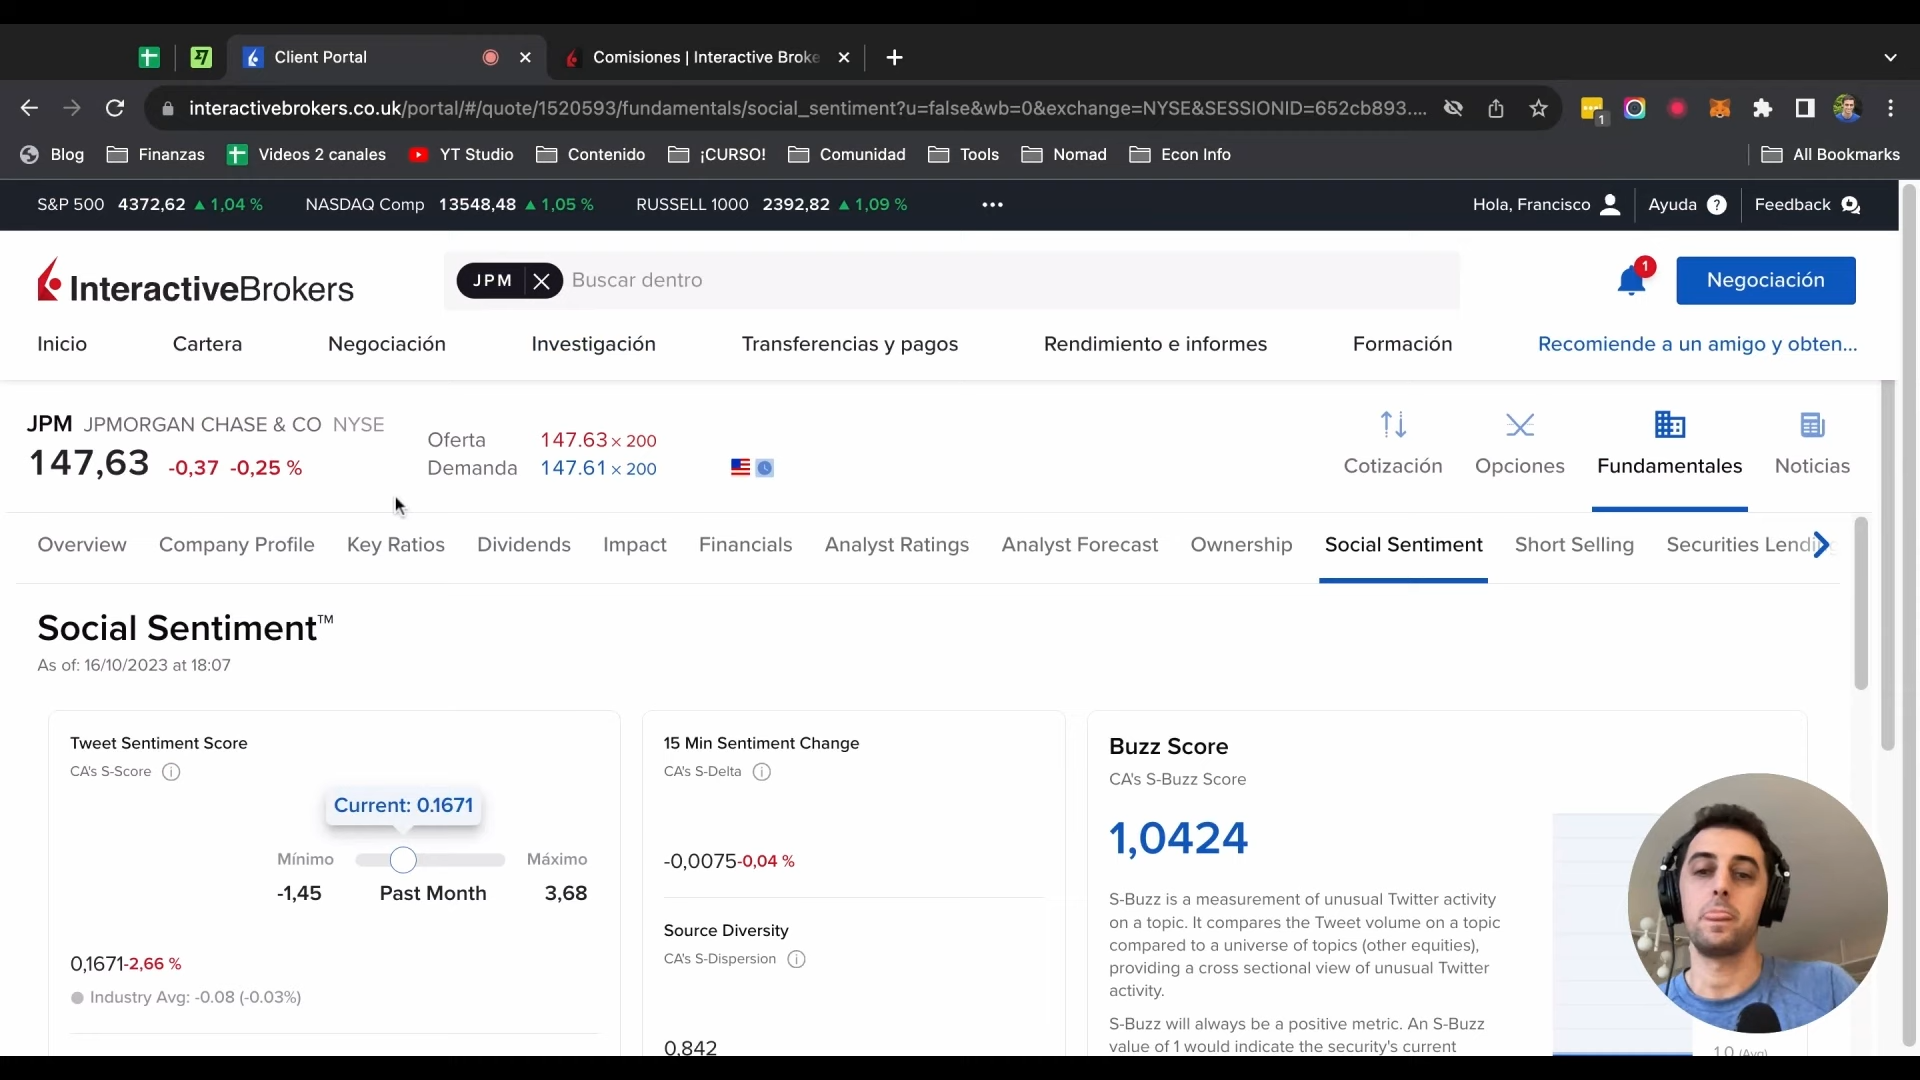 Client Portal
Comisiones | Interactive Broke
interactivebrokers.co.uk/portal/#/quote/1520593/fundamentals/social_sentiment?u=false&wb=0&exchange=NYSE&SESSIONID=652cb893....
1
Blog Finanzas Videos 2 canales YT Studio Contenido ¡CURSO! Comunidad Tools Nomad Econ Info All Bookmarks
S&P 500 4372,62 ▲ 1,04 % NASDAQ Comp 13548,48 ▲ 1,05 % RUSSELL 1000 2392,82 ▲ 1,09 % ••• Hola, Francisco Ayuda ? Feedback
InteractiveBrokers
JPM Buscar dentro
1
Negociación
Inicio Cartera Negociación Investigación Transferencias y pagos Rendimiento e informes Formación Recomiende a un amigo y obten...
JPM JPMORGAN CHASE & CO NYSE
147,63 -0,37 -0,25 %
Oferta 147.63 × 200
Demanda 147.61 × 200
Cotización Opciones Fundamentales Noticias
Overview Company Profile Key Ratios Dividends Impact Financials Analyst Ratings Analyst Forecast Ownership Social Sentiment Short Selling Securities Lendi
Social Sentiment™
As of: 16/10/2023 at 18:07
Tweet Sentiment Score
CA's S-Score
Current: 0.1671
Mínimo Máximo
-1,45 Past Month 3,68
0,1671-2,66 %
Industry Avg: -0.08 (-0.03%)
15 Min Sentiment Change
CA's S-Delta
-0,0075-0,04 %
Source Diversity
CA's S-Dispersion
0,842
Buzz Score
CA's S-Buzz Score
1,0424
S-Buzz is a measurement of unusual Twitter activity
on a topic. It compares the Tweet volume on a topic
compared to a universe of topics (other equities),
providing a cross sectional view of unusual Twitter
activity.
S-Buzz will always be a positive metric. An S-Buzz
value of 1 would indicate the security's current
1.0 (Avg)